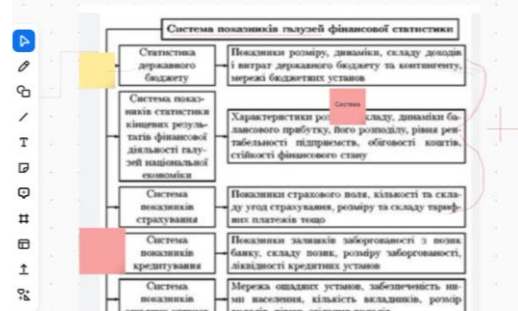 Система показників галузей фінансової статистики
Статистика
державного
бюджету
Показники розміру, динаміки, складу доходів
і витрат державного бюджету та контингенту,
мережі бюджетних установ
Система показ-
ників статистики
кінцевих резуль-
татів фінансової
діяльності галу-
зей національної
економіки
Система
Характеристики складу, динаміки ба-
лансового прибутку, його розподілу, рівня рен-
табельності підприємств, обіговості коштів,
стійкості фінансового стану
Система
показників
страхування
Показники страхового поля, кількості та скла-
ду угод страхування, розміру та складу тариф-
них платежів тощо
Система
показників
кредитування
Показники залишків заборгованості з позик
банку, складу позик, розміру заборгованості,
ліквідності кредитних установ
Система
показників
Мережа ощадних установ, забезпеченість ни-
ми населення, кількість вкладників, розмір